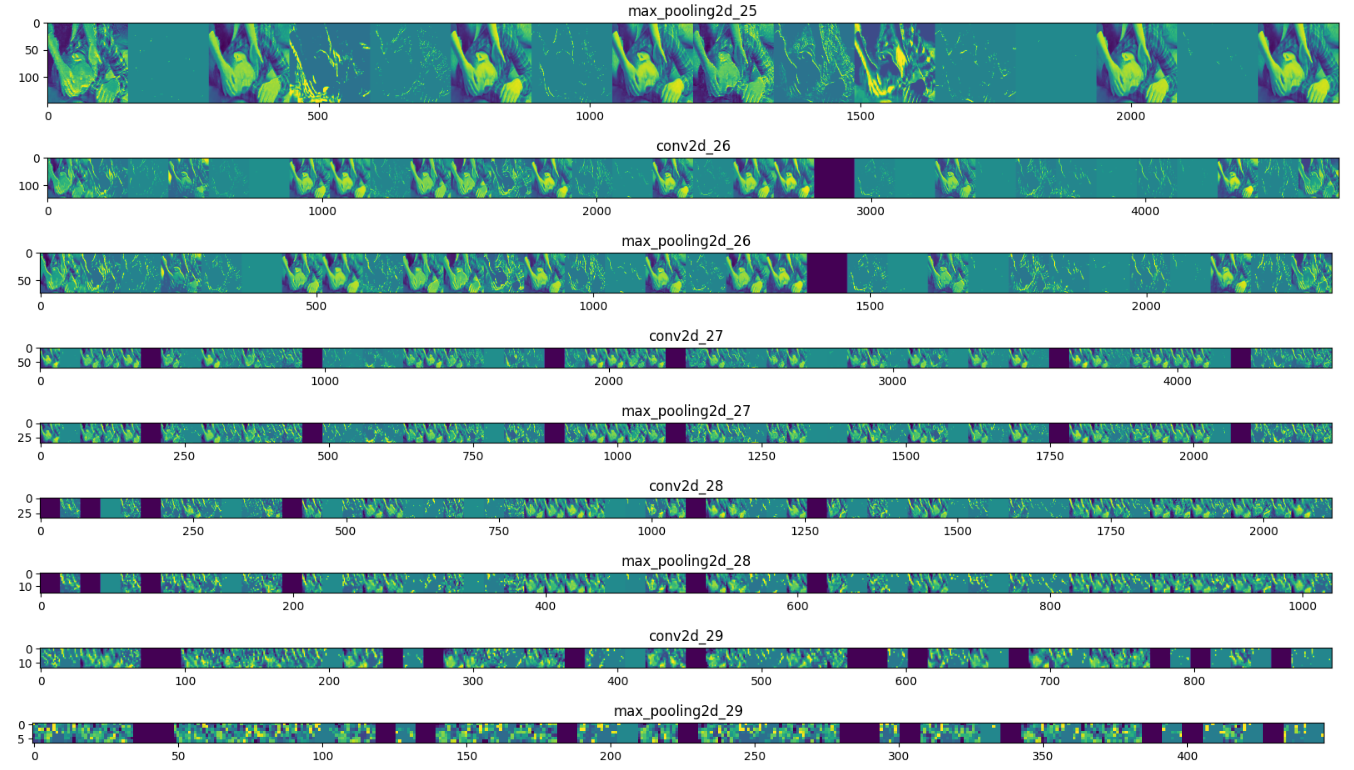 max_pooling2d_25
0
50
100
0 500 1000 1500 2000
conv2d_26
0
100
0 1000 2000 3000 4000
max_pooling2d_26
0
50
0 500 1000 1500 2000
conv2d_27
0
50
0 1000 2000 3000 4000
max_pooling2d_27
0
25
0 250 500 750 1000 1250 1500 1750 2000
conv2d_28
0
25
0 250 500 750 1000 1250 1500 1750 2000
max_pooling2d_28
0
10
0 200 400 600 800 1000
conv2d_29
0
10
0 100 200 300 400 500 600 700 800
max_pooling2d_29
0
5
0 50 100 150 200 250 300 350 400